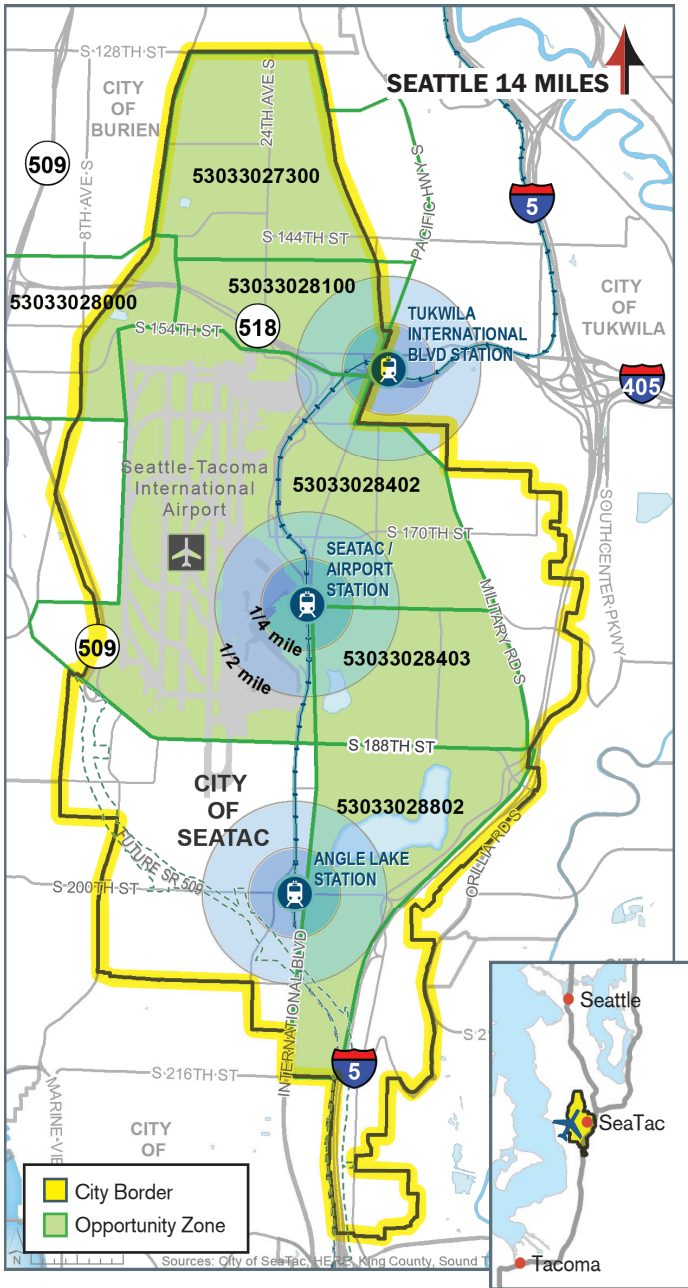 S 128TH ST
SEATTLE 14 MILES
CITY
OF
BURIEN
24TH AVE S
509
8TH AVE S
53033027300
PACIFIC HWY S
5
S 144TH ST
53033028100
53033028000
CITY
OF
TUKWILA
518
S 154TH ST
TUKWILA
INTERNATIONAL
BLVD STATION
405
Seattle-Tacoma
International
Airport
53033028402
SOUTHCENTER PKWY
S 170TH ST
SEATAC /
AIRPORT
STATION
MILITARY RD S
1/4 mile
1/2 mile
509
53033028403
S 188TH ST
CITY
OF
SEATAC
53033028802
FUTURE SR 509
ORILLA RD S
ANGLE LAKE
STATION
S 200TH ST
INTERNATIONAL BLVD
CITY
Seattle
S 21
5
S 216TH ST
MARINE VIE
SeaTac
CITY
OF
City Border
Opportunity Zone
N
Sources: City of SeaTac, HERE, King County, Sound T
Tacoma